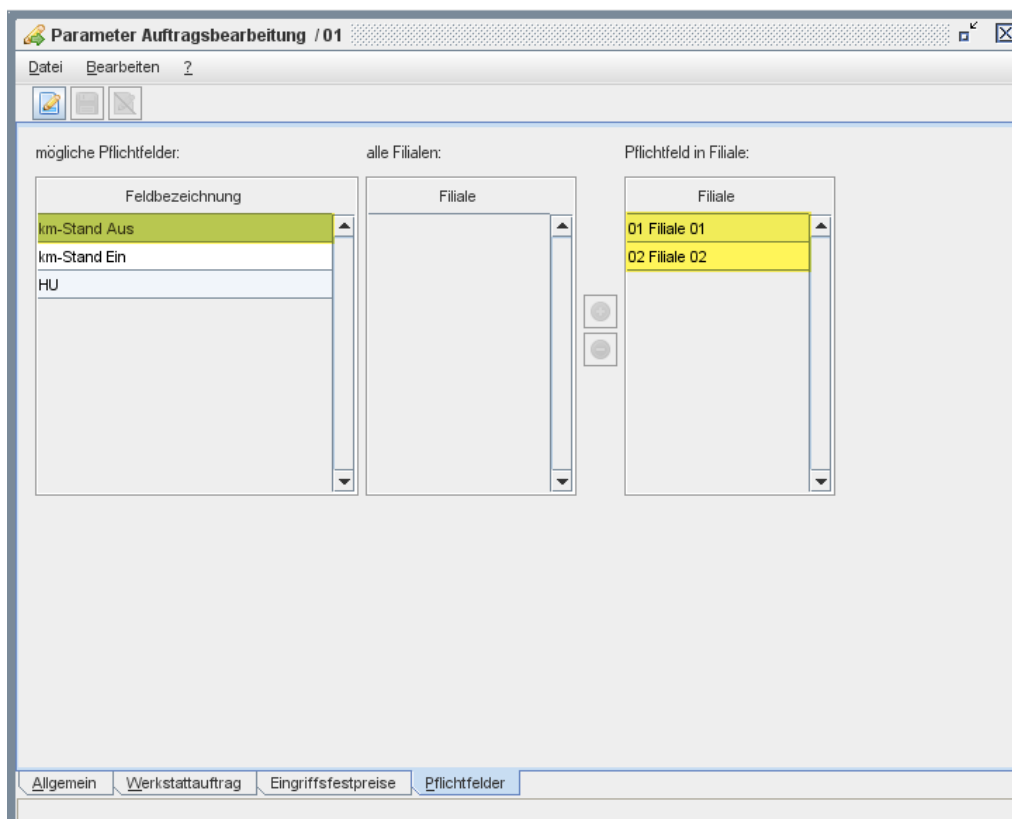 Parameter Auftragsbearbeitung / 01
Datei Bearbeiten ?
mögliche Pflichtfelder: alle Filialen: Pflichtfeld in Filiale:
Feldbezeichnung Filiale Filiale
km-Stand Aus 01 Filiale 01
km-Stand Ein 02 Filiale 02
HU
Allgemein Werkstattauftrag Eingriffsfestpreise Pflichtfelder